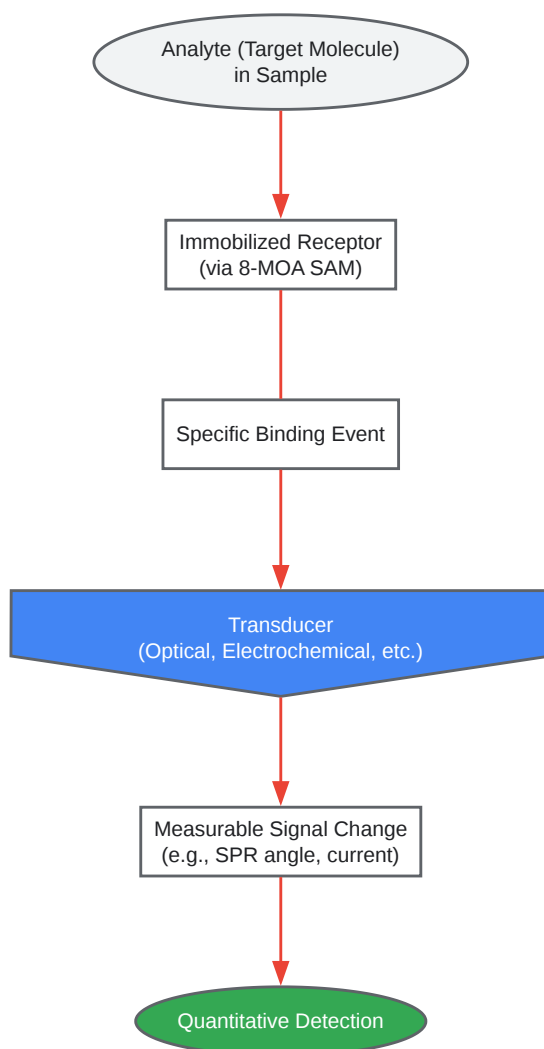 Analyte (Target Molecule)
in Sample
Immobilized Receptor
(via 8-MOA SAM)
Specific Binding Event
Transducer
(Optical, Electrochemical, etc.)
Measurable Signal Change
(e.g., SPR angle, current)
Quantitative Detection